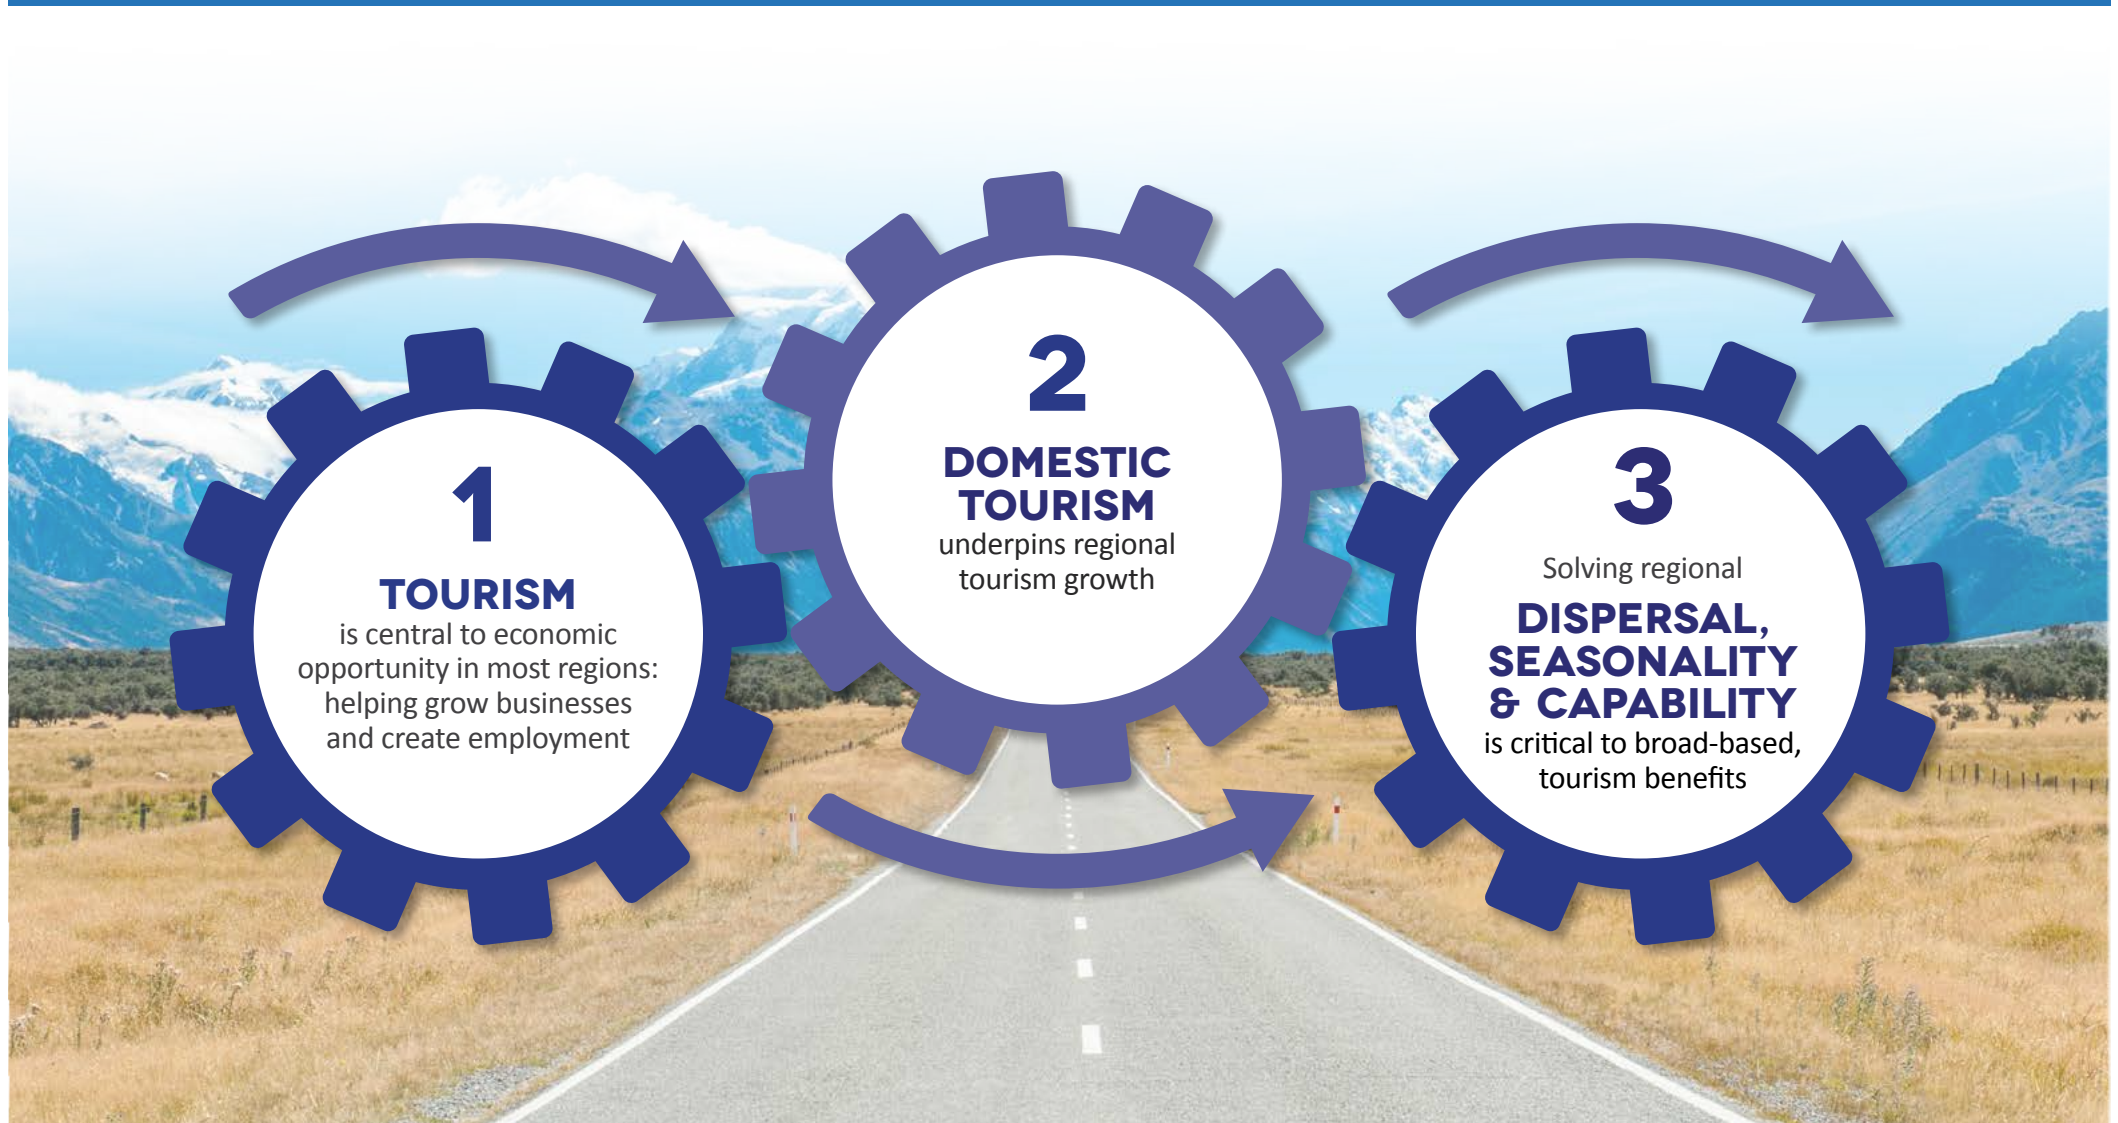 1
TOURISM
is central to economic
opportunity in most regions:
helping grow businesses
and create employment
2
DOMESTIC
TOURISM
underpins regional
tourism growth
3
Solving regional
DISPERSAL,
SEASONALITY
& CAPABILITY
is critical to broad-based,
tourism benefits